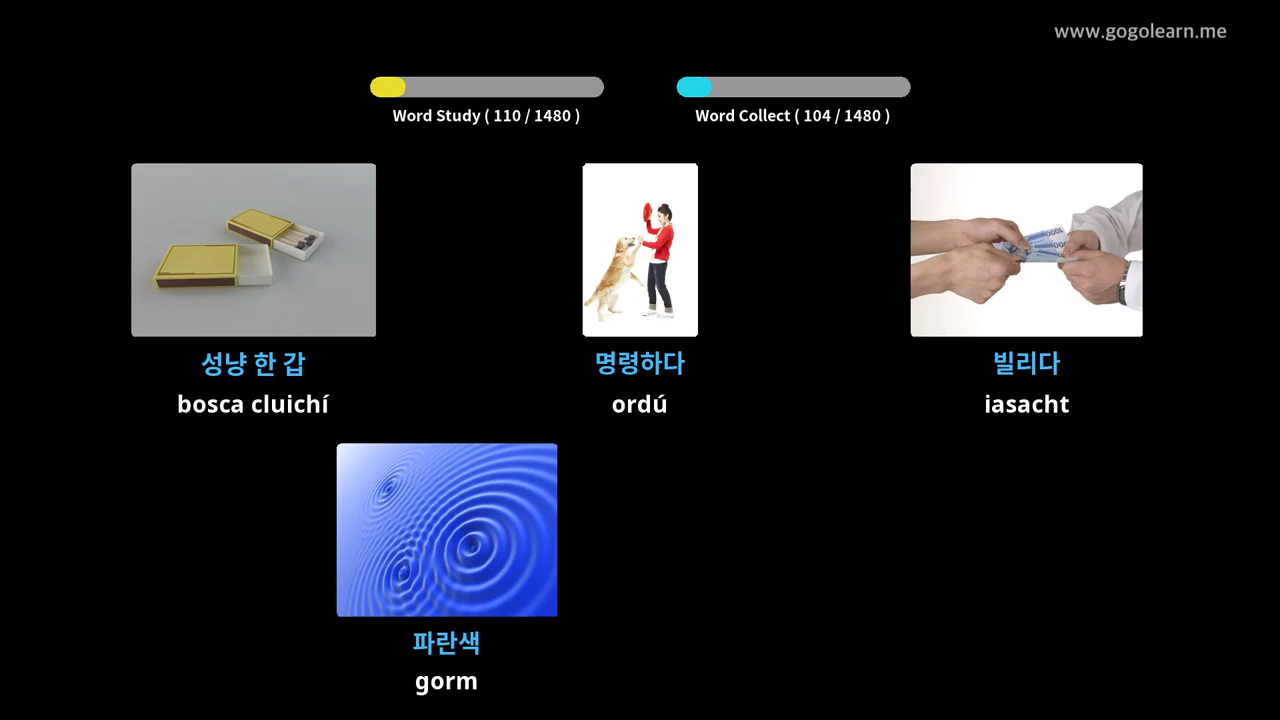 www.gogolearn.me
Word Study ( 110 / 1480 )
Word Collect ( 104 / 1480 )
성냥 한 갑
bosca cluichí
명령하다
ordú
빌리다
iasacht
파란색
gorm